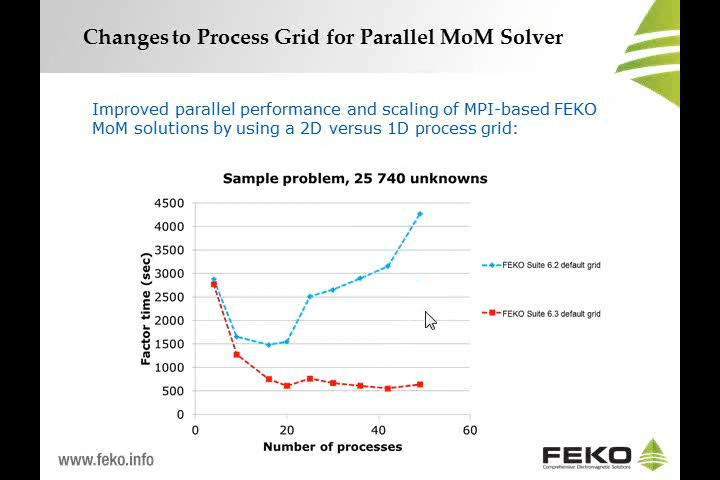 Changes to Process Grid for Parallel MoM Solver
Improved parallel performance and scaling of MPI-based FEKO
MoM solutions by using a 2D versus 1D process grid:
Sample problem, 25 740 unknowns
4500
4000
3500
3000
2500
2000
1500
1000
500
0
Factor time (sec)
0
20
40
60
Number of processes
FEKO Suite 6.2 default grid
FEKO Suite 6.3 default grid
www.feko.info
FEKO
Comprehensive Electromagnetic Solutions